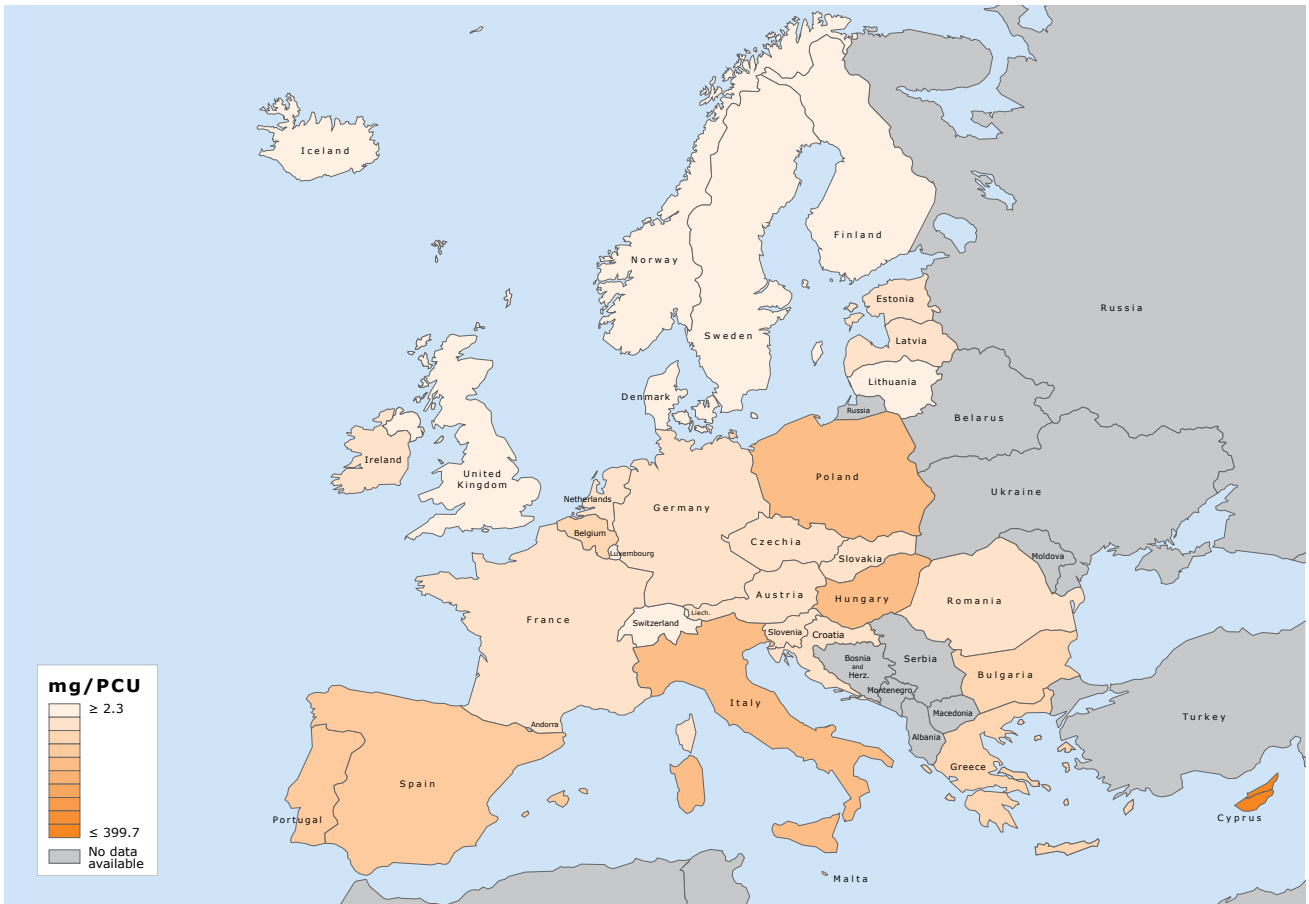 Iceland
Norway
Finland
Sweden
Estonia
Latvia
Lithuania
Russia
Russia
Denmark
Belarus
Ireland
United
Kingdom
Netherlands
Germany
Poland
Ukraine
Belgium
Luxembourg
Czechia
Slovakia
Moldova
France
Switzerland
Liech.
Austria
Hungary
Romania
Slovenia
Croatia
Bosnia
and
Herz.
Serbia
Bulgaria
Montenegro
Macedonia
Albania
Italy
Andorra
Spain
Portugal
Greece
Turkey
Cyprus
Malta
mg/PCU
≥ 2.3
≤ 399.7
No data
available